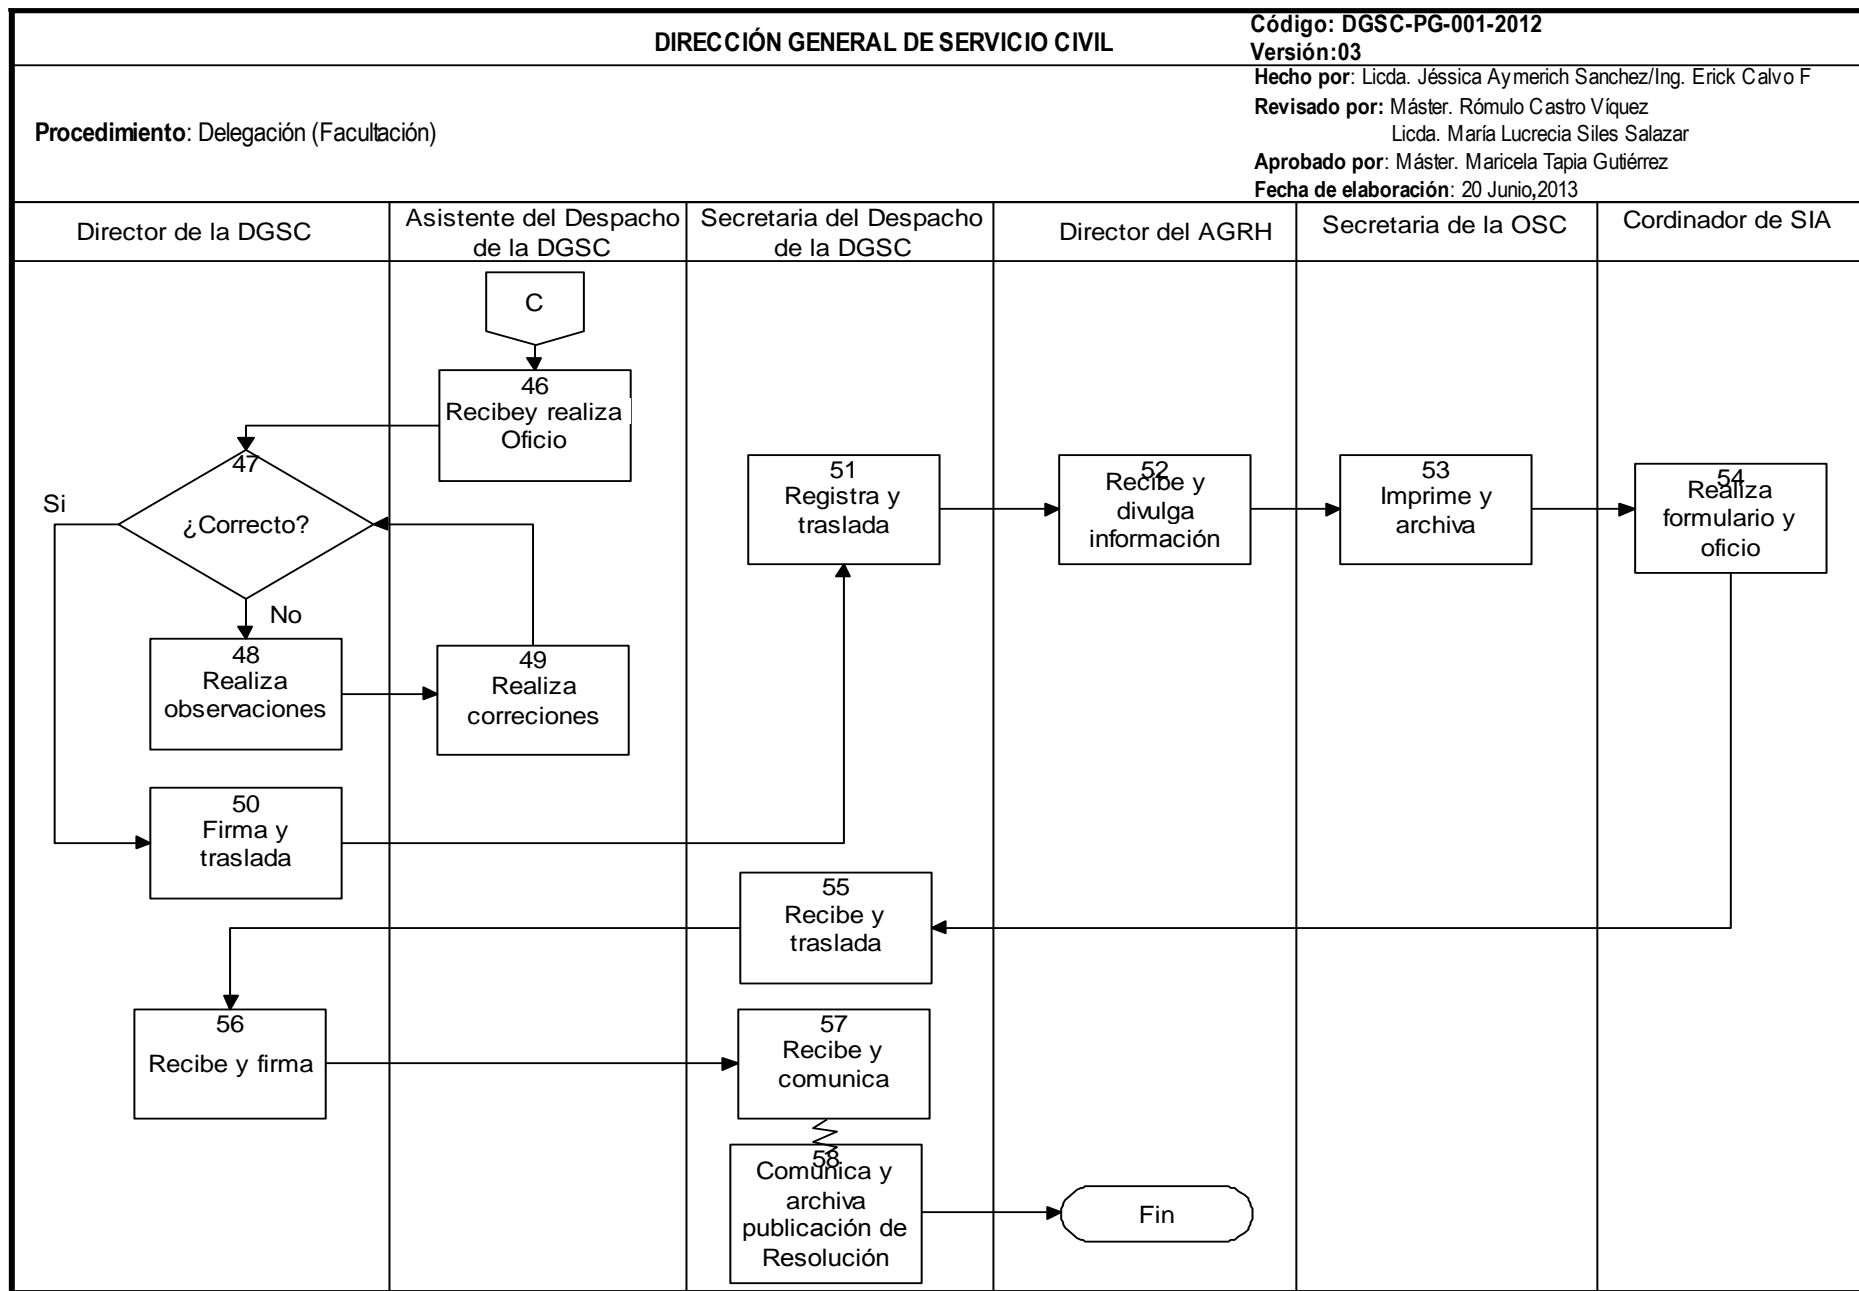 DIRECCIÓN GENERAL DE SERVICIO CIVIL
Código: DGSC-PG-001-2012
Versión:03
Procedimiento: Delegación (Facultación)
Hecho por: Licda. Jéssica Aymerich Sanchez/Ing. Erick Calvo F
Revisado por: Máster. Rómulo Castro Víquez
Licda. María Lucrecia Siles Salazar
Aprobado por: Máster. Maricela Tapia Gutiérrez
Fecha de elaboración: 20 Junio,2013
Director de la DGSC
Asistente del Despacho
de la DGSC
Secretaria del Despacho
de la DGSC
Director del AGRH
Secretaria de la OSC
Cordinador de SIA
C
46
Recibey realiza
Oficio
47
¿Correcto?
Si
No
48
Realiza
observaciones
49
Realiza
correciones
50
Firma y
traslada
51
Registra y
traslada
52
Recibe y
divulga
información
53
Imprime y
archiva
54
Realiza
formulario y
oficio
55
Recibe y
traslada
56
Recibe y firma
57
Recibe y
comunica
58
Comunica y
archiva
publicación de
Resolución
Fin